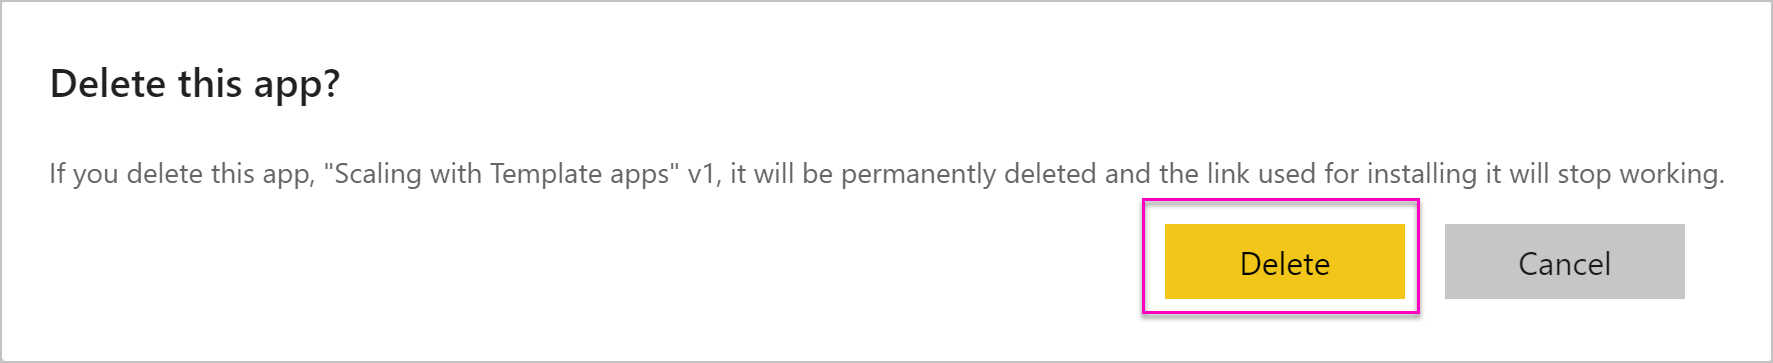 Delete this app?
If you delete this app, "Scaling with Template apps" v1, it will be permanently deleted and the link used for installing it will stop working.
Delete Cancel